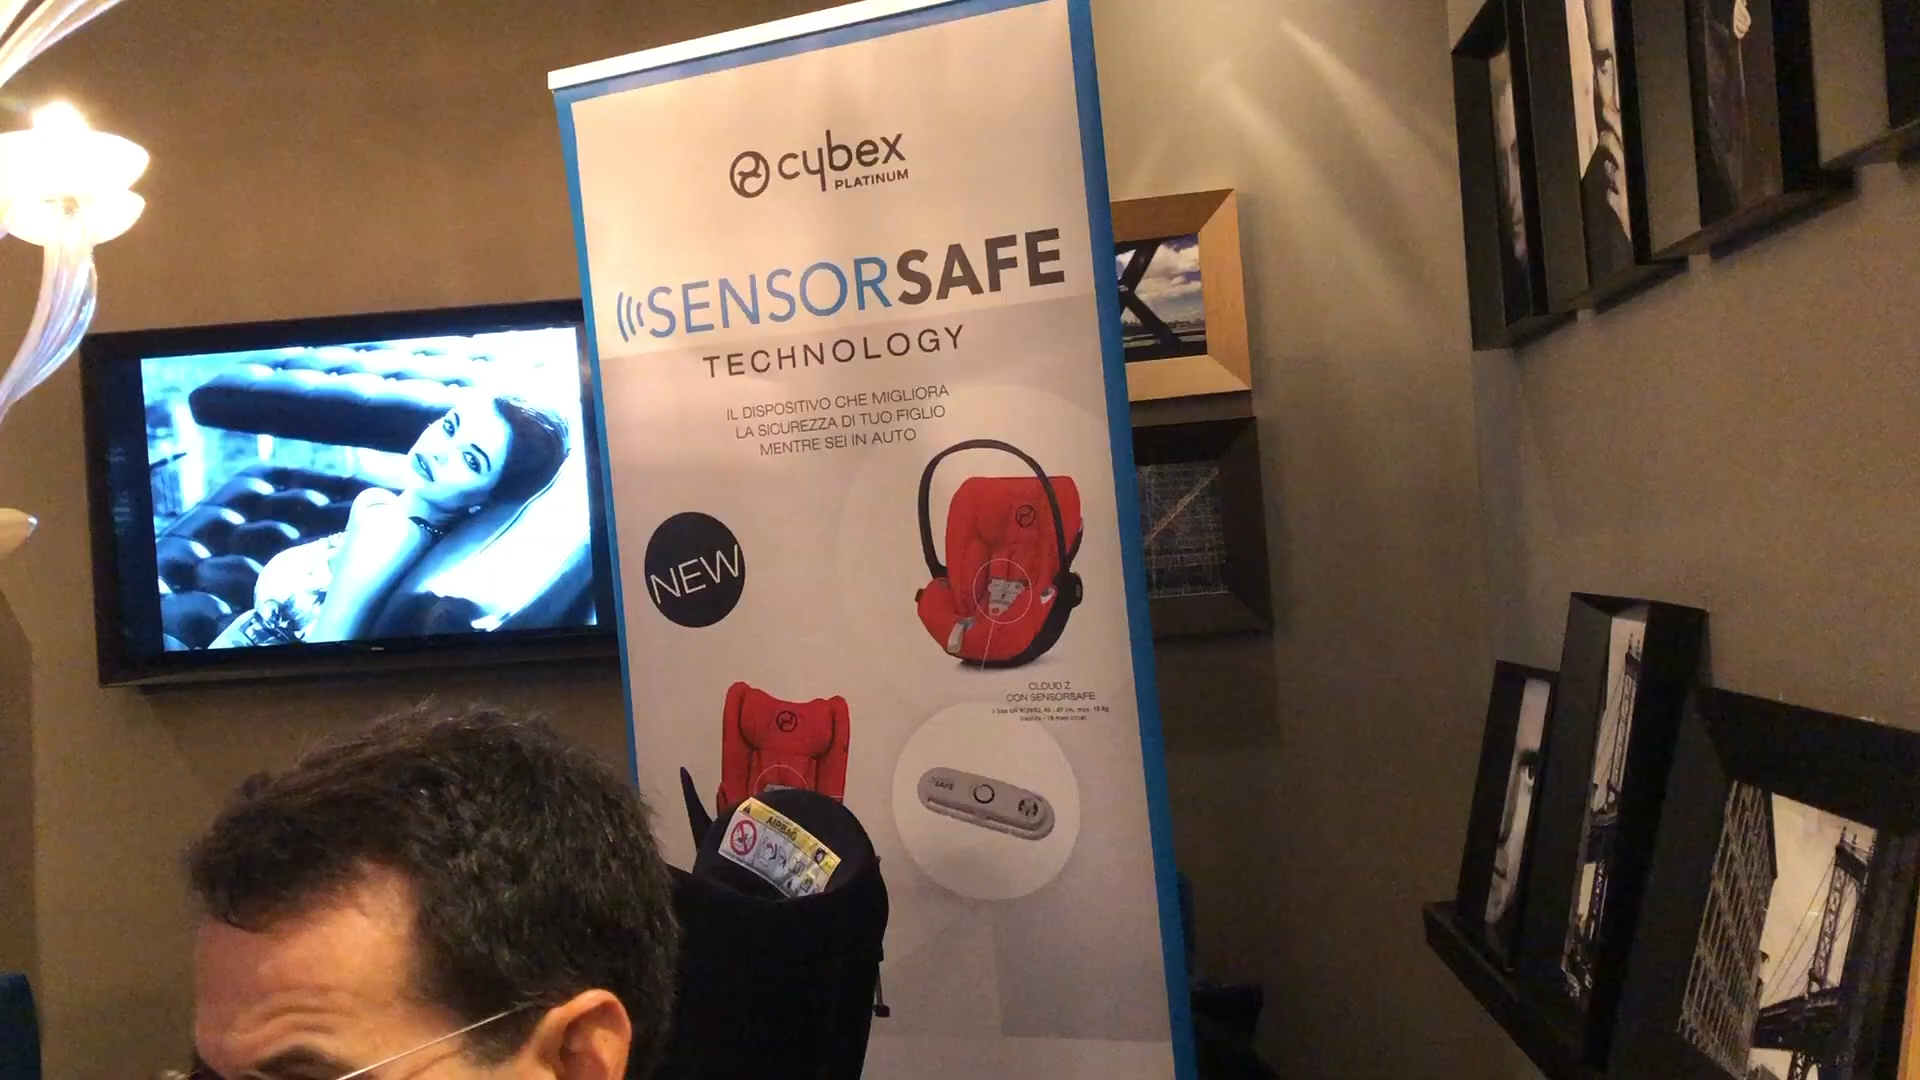 cybex
PLATINUM
SENSORSAFE
TECHNOLOGY
IL DISPOSITIVO CHE MIGLIORA
LA SICUREZZA DI TUO FIGLIO
MENTRE SEI IN AUTO
NEW
CLOUD Z
CON SENSORSAFE
SAFE
AIRBAG